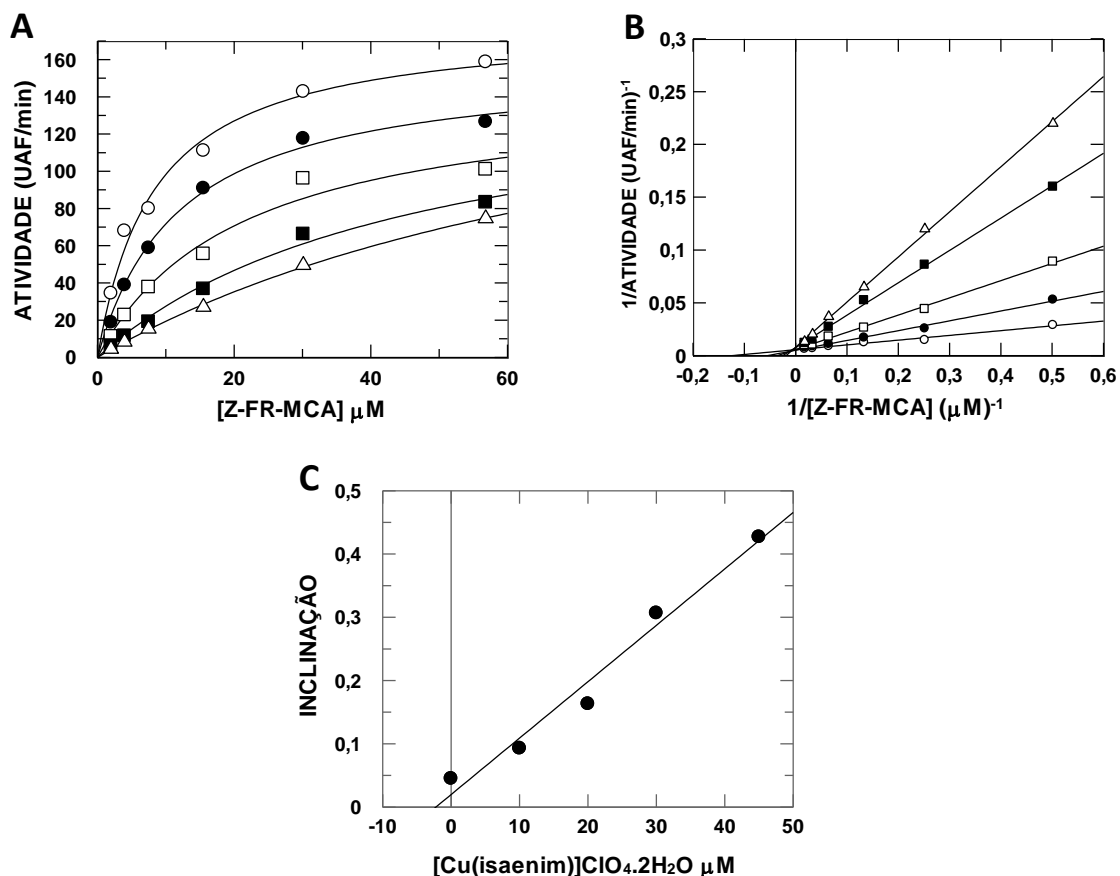 A
ATIVIDADE (UAF/min)
160
140
120
100
80
60
40
20
0
0 20 40 60
[Z-FR-MCA] µM
B
1/ATIVIDADE (UAF/min)⁻¹
0,3
0,25
0,2
0,15
0,1
0,05
0
-0,2 -0,1 0 0,1 0,2 0,3 0,4 0,5 0,6
1/[Z-FR-MCA] (µM)⁻¹
C
INCLINAÇÃO
0,5
0,4
0,3
0,2
0,1
0
-10 0 10 20 30 40 50
[Cu(isaenim)]ClO₄.2H₂O µM